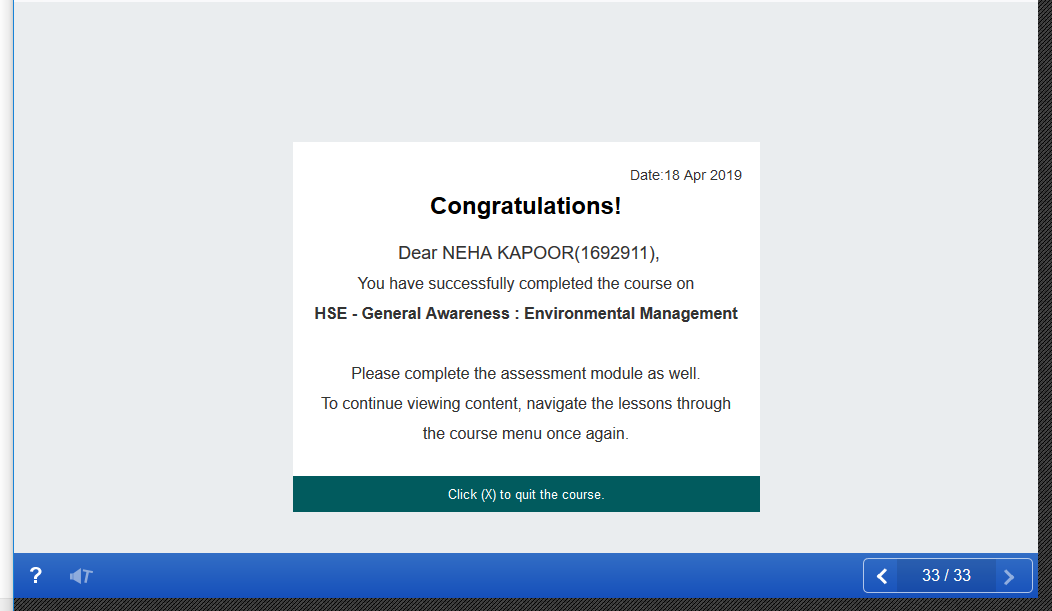 Date:18 Apr 2019
Congratulations!
Dear NEHA KAPOOR(1692911),
You have successfully completed the course on
HSE - General Awareness : Environmental Management
Please complete the assessment module as well.
To continue viewing content, navigate the lessons through
the course menu once again.
Click (X) to quit the course.
? T 33 / 33